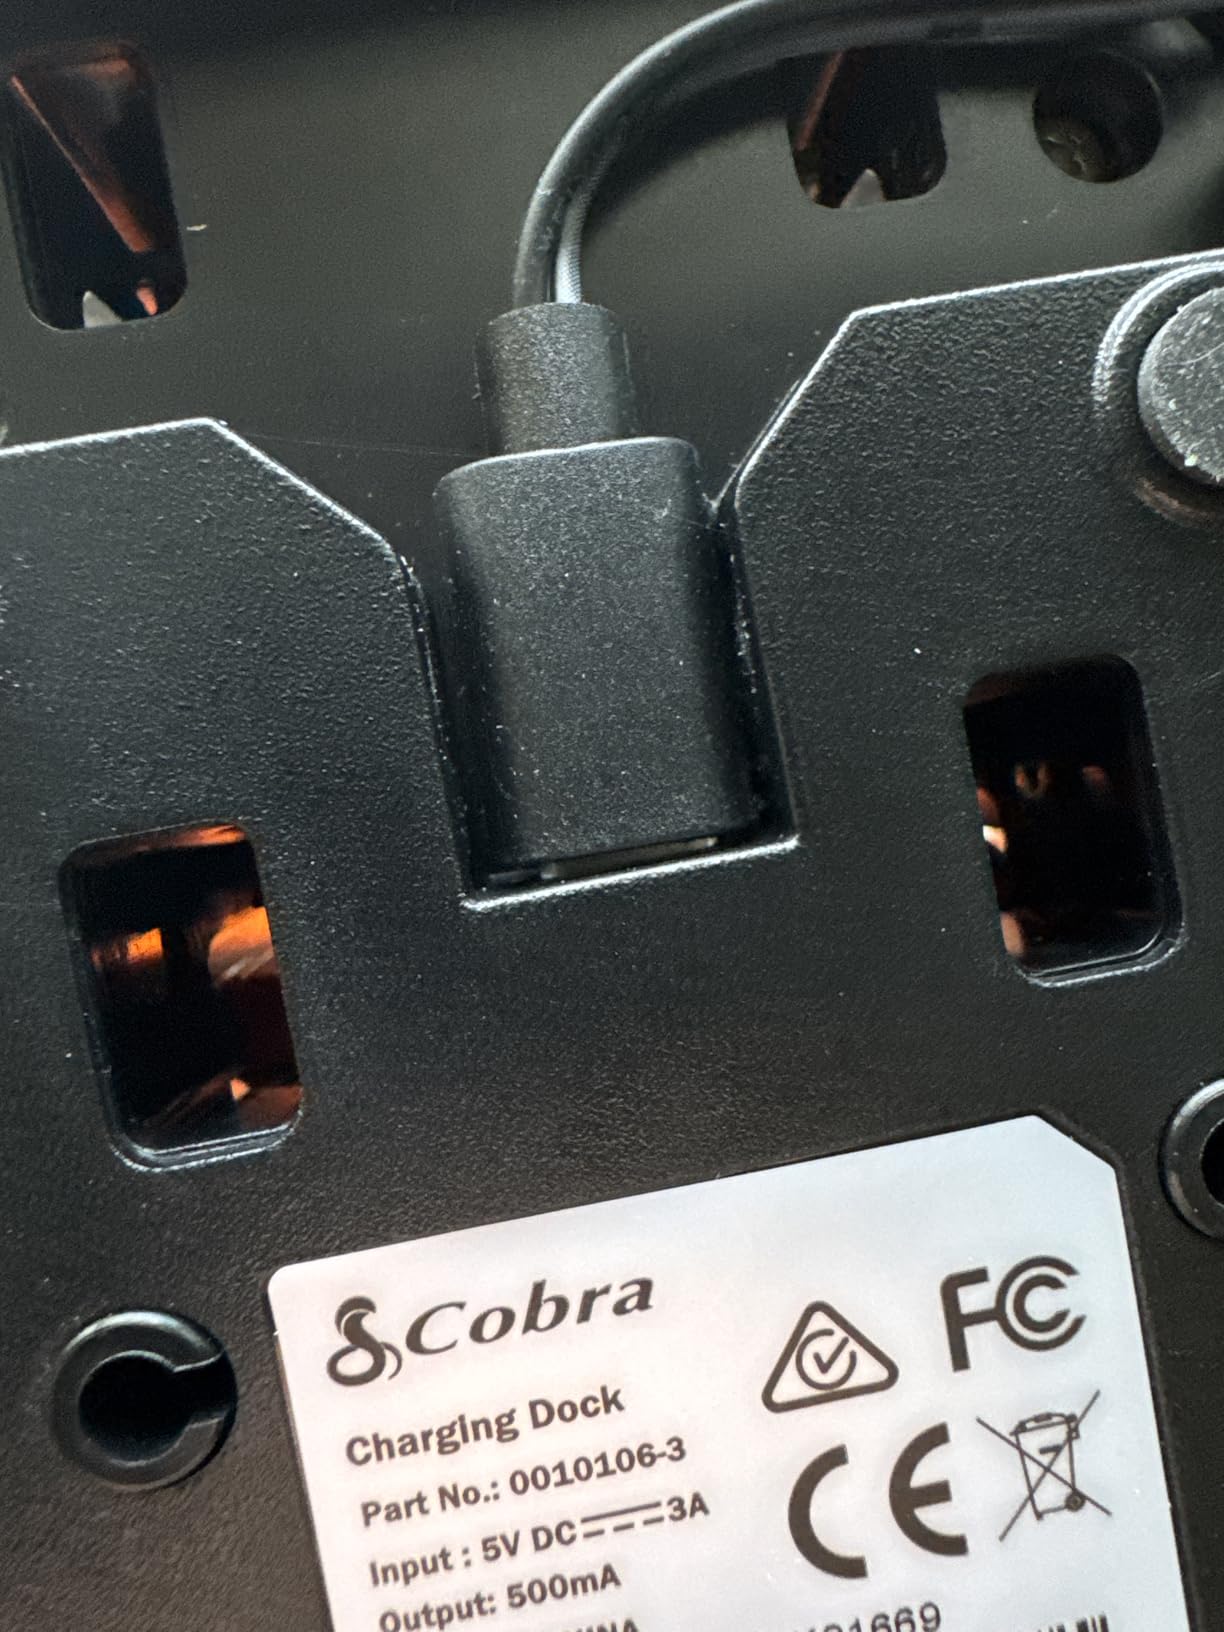 Cobra
FC
Charging Dock
Part No.: 0010106-3
CE
Input : 5V DC 3A
Output: 500mA